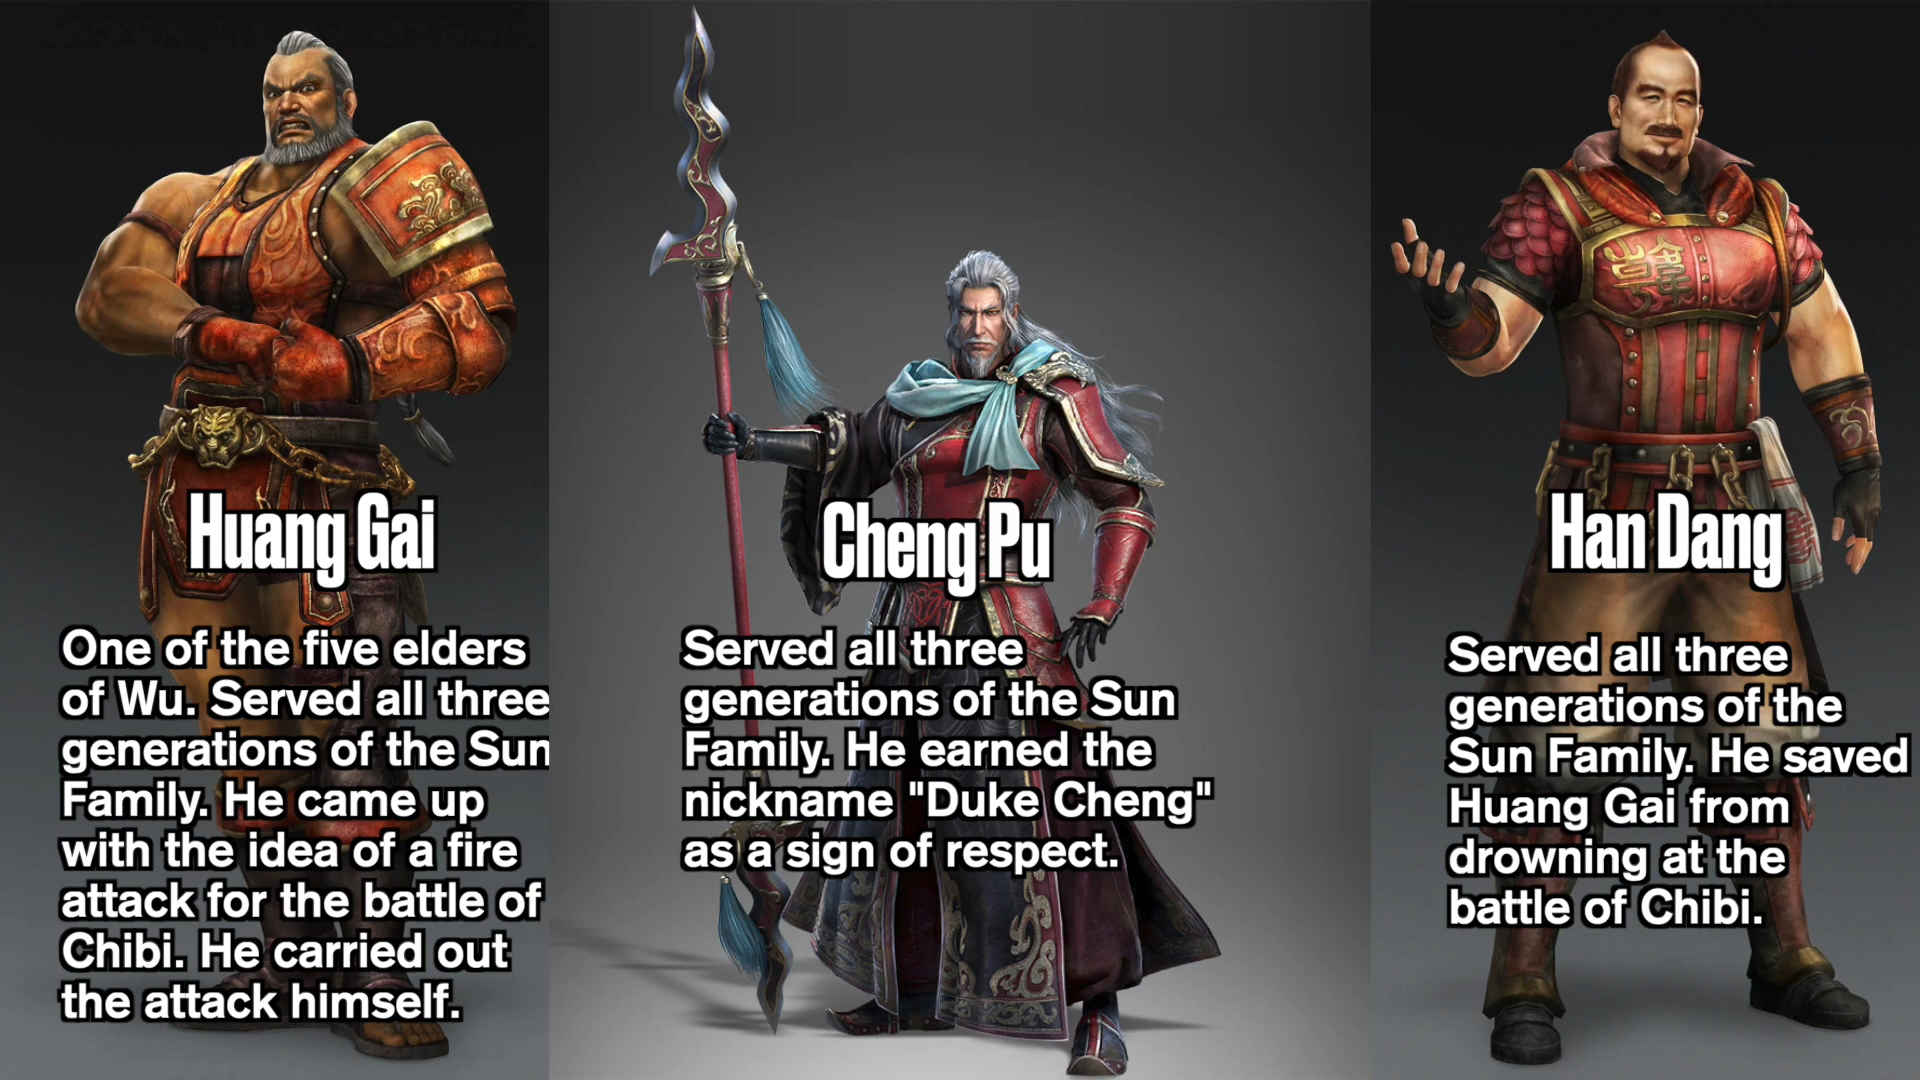 Huang Gai
One of the five elders
of Wu. Served all three
generations of the Sun
Family. He came up
with the idea of a fire
attack for the battle of
Chibi. He carried out
the attack himself.
Cheng Pu
Served all three
generations of the Sun
Family. He earned the
nickname "Duke Cheng"
as a sign of respect.
Han Dang
Served all three
generations of the
Sun Family. He saved
Huang Gai from
drowning at the
battle of Chibi.